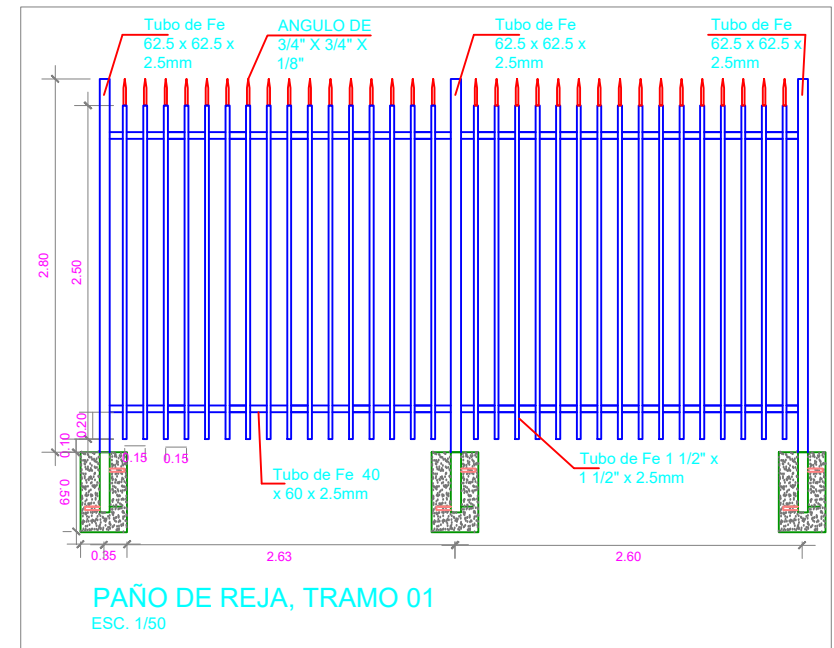 Tubo de Fe
62.5 x 62.5 x
2.5mm
ANGULO DE
3/4" X 3/4" X
1/8"
Tubo de Fe
62.5 x 62.5 x
2.5mm
Tubo de Fe
62.5 x 62.5 x
2.5mm
2.80
2.50
0.20
0.10
0.59
0.15
0.15
Tubo de Fe 40
x 60 x 2.5mm
Tubo de Fe 1 1/2" x
1 1/2" x 2.5mm
0.35
2.63
2.60
PAÑO DE REJA, TRAMO 01
ESC. 1/50